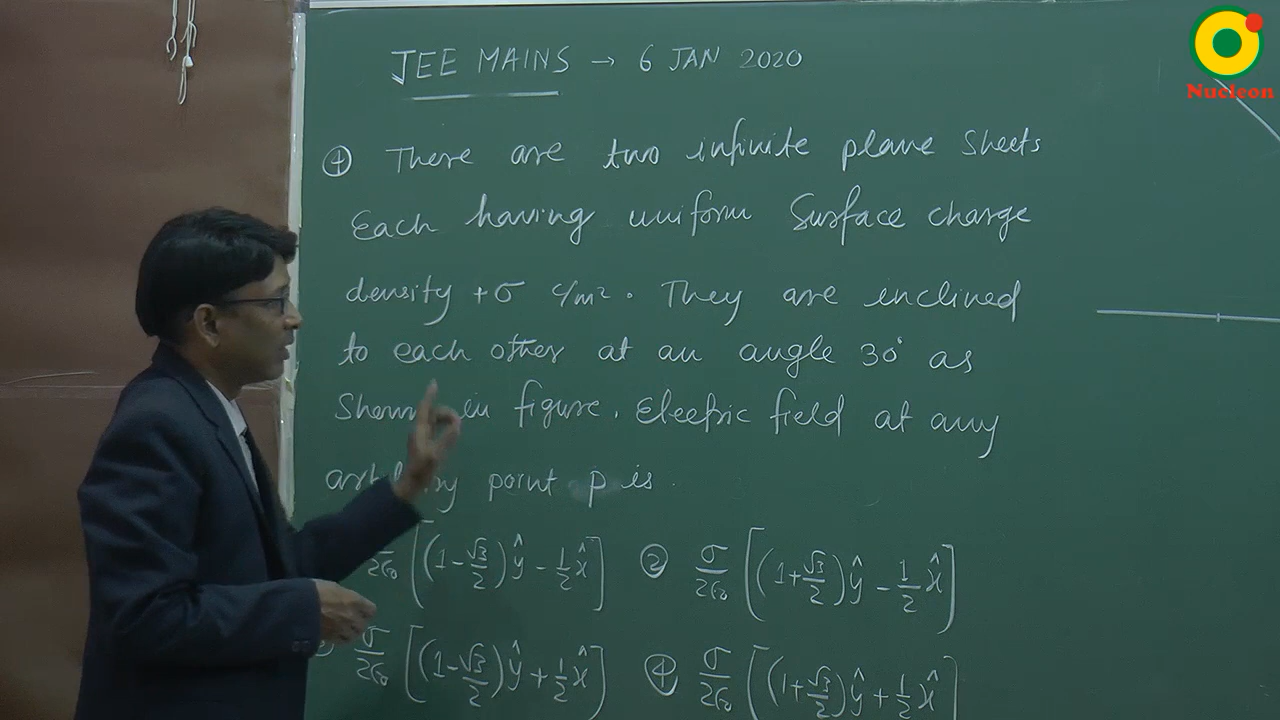 JEE MAINS → 6 JAN 2020
Nucleon
④ There are two infinite plane sheets
Each having uniform Surface charge
density +σ c/m². They are inclined
to each other at an angle 30° as
Shown in figure. Electric field at any
point p is.
σ/2ε₀ [(1-√3/2)ŷ - 1/2 x̂] ② σ/2ε₀ [(1+√3/2)ŷ - 1/2 x̂]
σ/2ε₀ [(1-√3/2)ŷ + 1/2 x̂] ④ σ/2ε₀ [(1+√3/2)ŷ + 1/2 x̂]